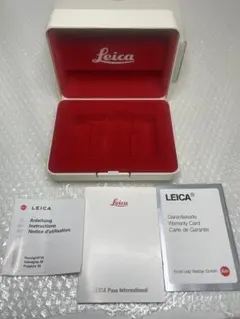 Leica
LEICA
Anleitung
Instructions
Notice d'utilisation
Leica
LEICA Pass International
LEICA®
Garantiekarte
Warranty Card
Carte de Garantie